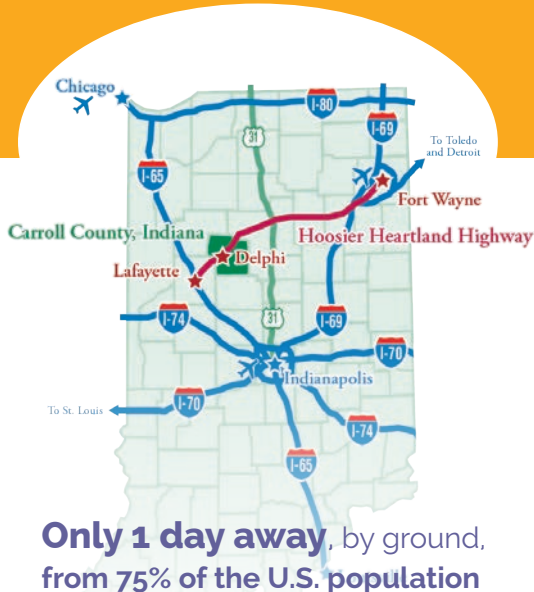 Chicago
I-80
I-69
31
To Toledo
and Detroit
I-65
Fort Wayne
Carroll County, Indiana
Hoosier Heartland Highway
Delphi
Lafayette
I-74
31
I-69
I-70
Indianapolis
I-70
To St. Louis
I-74
I-65
Only 1 day away, by ground,
from 75% of the U.S. population